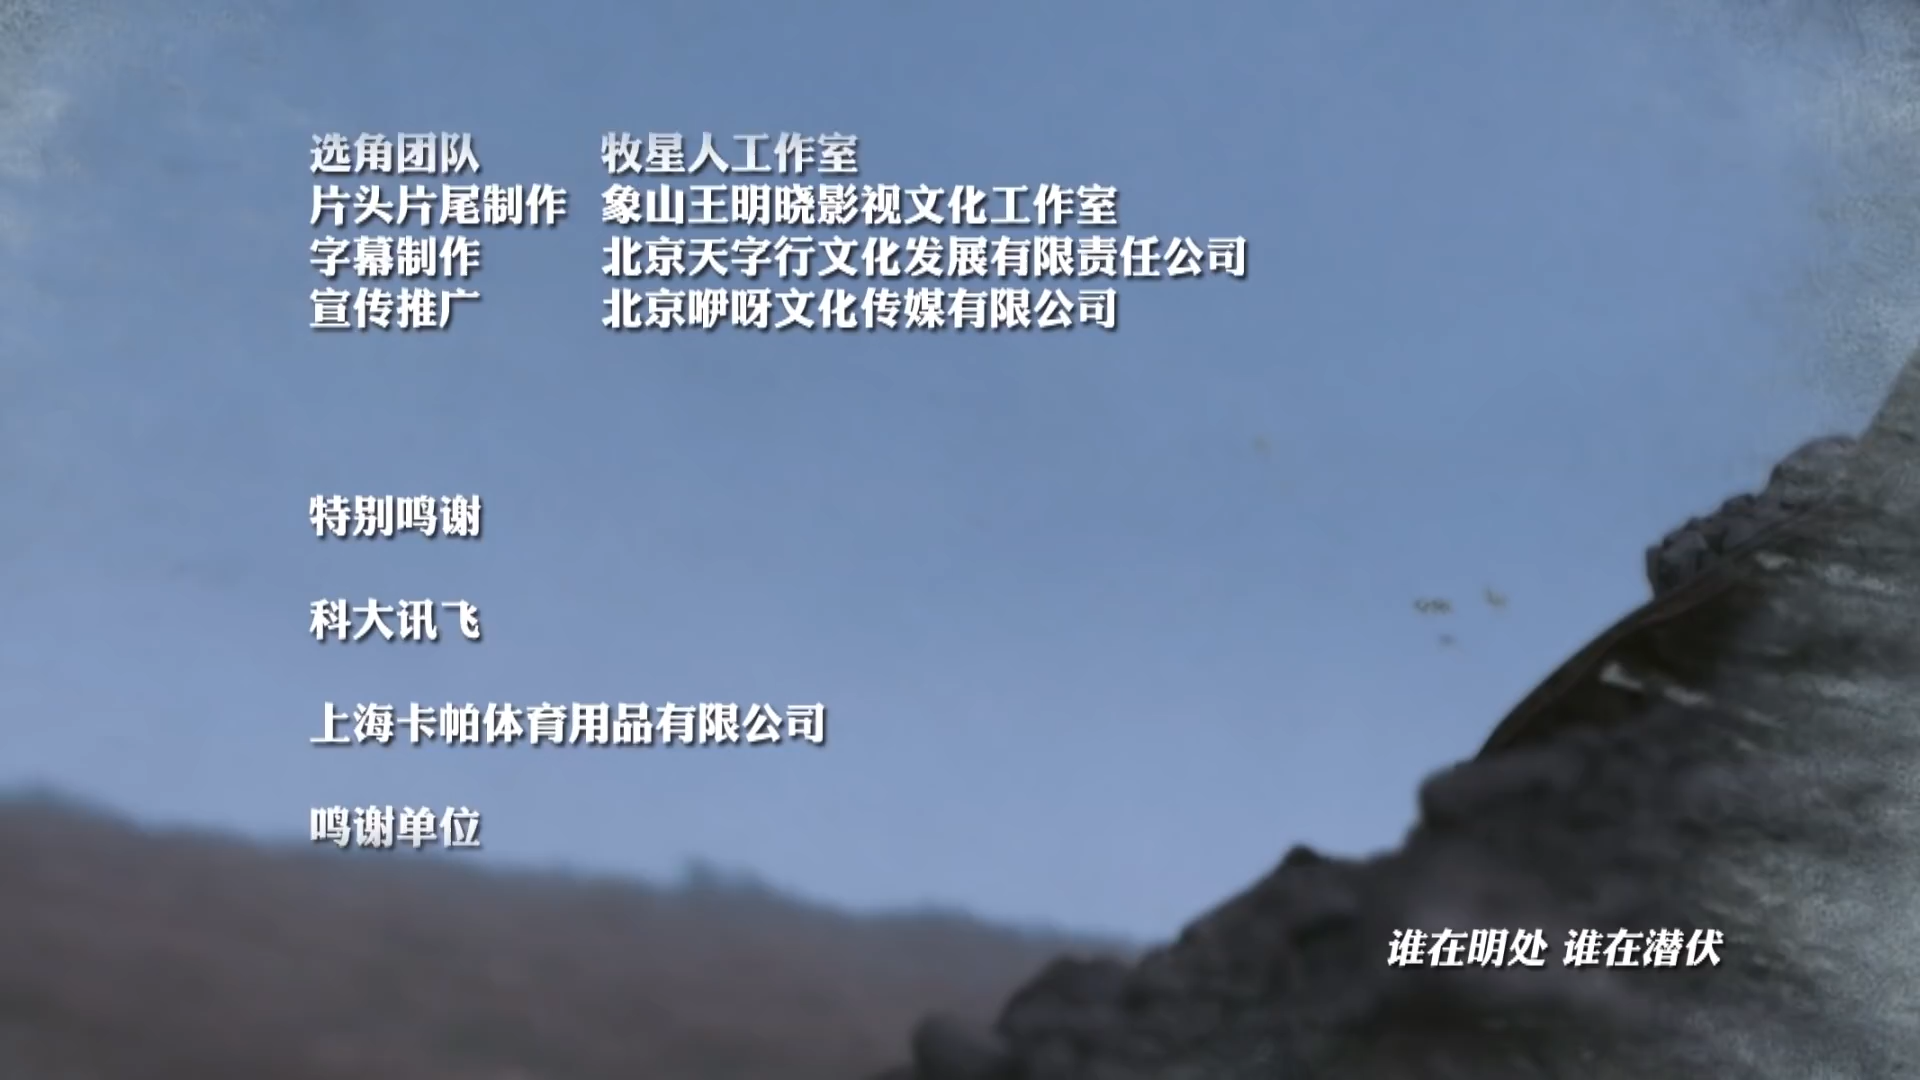 选角团队 牧星人工作室
片头片尾制作 象山王明晓影视文化工作室
字幕制作 北京天字行文化发展有限责任公司
宣传推广 北京咿呀文化传媒有限公司
特别鸣谢
科大讯飞
上海卡帕体育用品有限公司
鸣谢单位
谁在明处 谁在潜伏